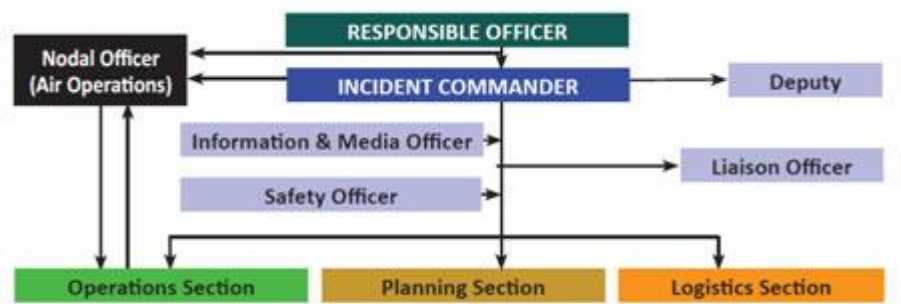 RESPONSIBLE OFFICER
Nodal Officer
(Air Operations)
INCIDENT COMMANDER
Deputy
Information & Media Officer
Liaison Officer
Safety Officer
Operations Section
Planning Section
Logistics Section